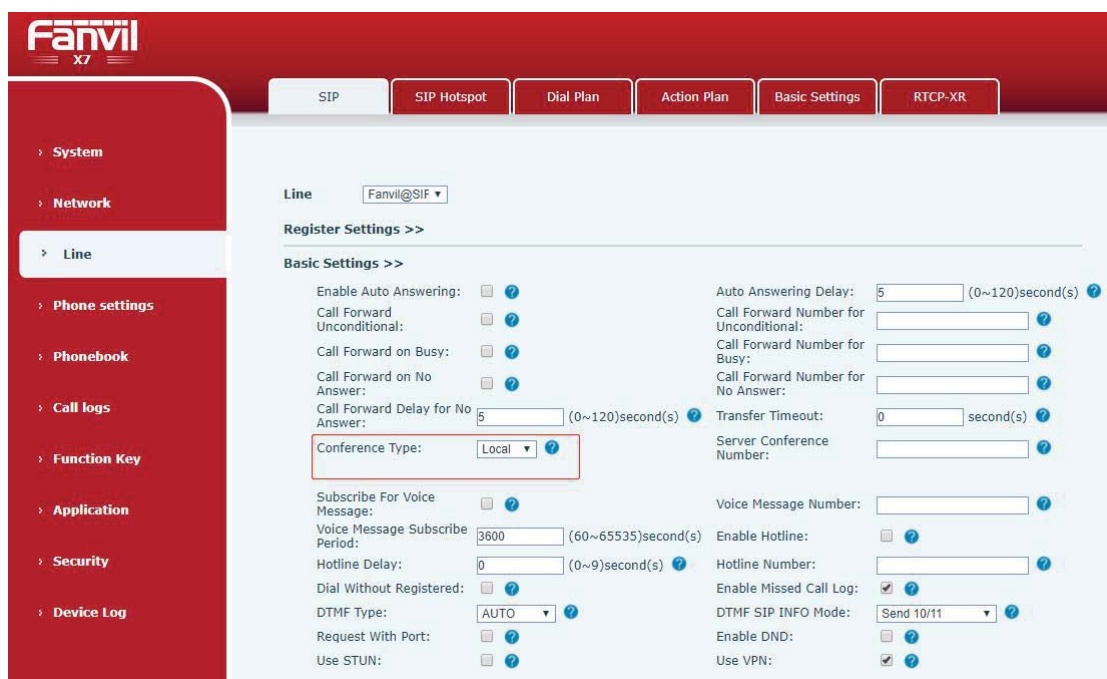 Fanvil
X7
SIP
SIP Hotspot
Dial Plan
Action Plan
Basic Settings
RTCP-XR
› System
› Network
› Line
› Phone settings
› Phonebook
› Call logs
› Function Key
› Application
› Security
› Device Log
Line Fanvil@SIF
Register Settings >>
Basic Settings >>
Enable Auto Answering: ? Auto Answering Delay: 5 (0~120)second(s) ?
Call Forward Unconditional: ? Call Forward Number for Unconditional: ?
Call Forward on Busy: ? Call Forward Number for Busy: ?
Call Forward on No Answer: ? Call Forward Number for No Answer: ?
Call Forward Delay for No Answer: 5 (0~120)second(s) ? Transfer Timeout: 0 second(s) ?
Conference Type: Local ? Server Conference Number: ?
Subscribe For Voice Message: ? Voice Message Number: ?
Voice Message Subscribe Period: 3600 (60~65535)second(s) Enable Hotline: ?
Hotline Delay: 0 (0~9)second(s) ? Hotline Number: ?
Dial Without Registered: ? Enable Missed Call Log: ?
DTMF Type: AUTO ? DTMF SIP INFO Mode: Send 10/11 ?
Request With Port: ? Enable DND: ?
Use STUN: ? Use VPN: ?